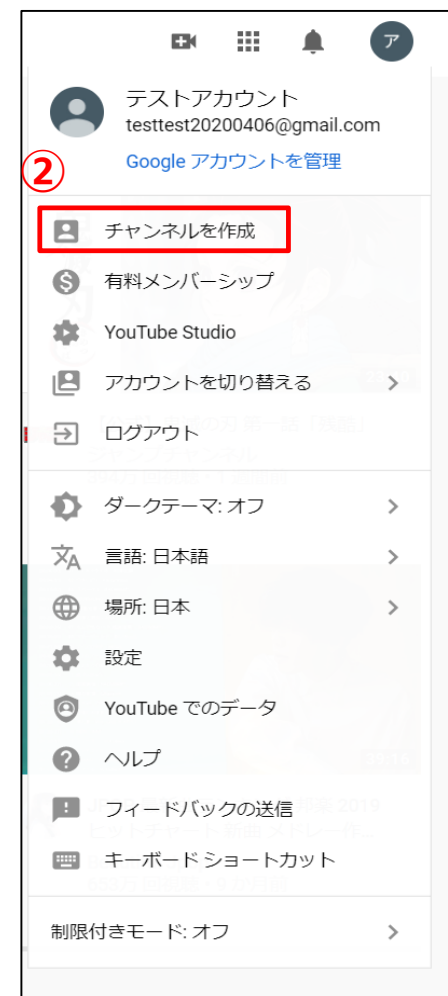 ア
テストアカウント
testtest20200406@gmail.com
Google アカウントを管理
②
チャンネルを作成
有料メンバーシップ
YouTube Studio
アカウントを切り替える
ログアウト
ダークテーマ: オフ
言語: 日本語
場所: 日本
設定
YouTube でのデータ
ヘルプ
フィードバックの送信
キーボード ショートカット
制限付きモード: オフ